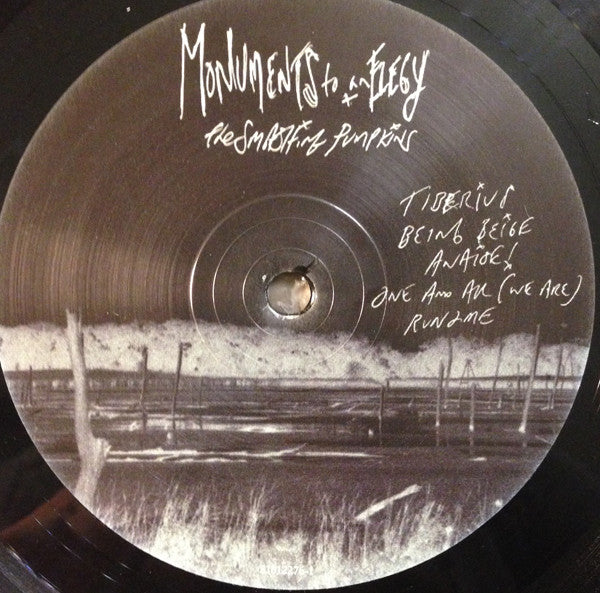 MONUMENTS to an ELEGY
the SMASHING PUMPKINS
TIBERIUS
BEING BEIGE
ANAISE!
ONE AND ALL (WE ARE)
RUN2ME